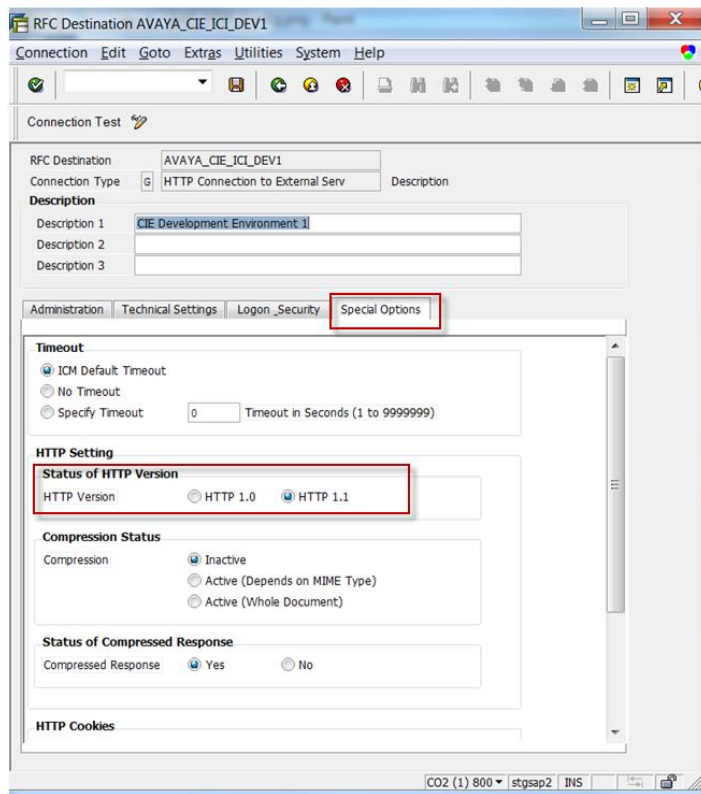 RFC Destination AVAYA_CIE_ICI_DEV1
Connection Edit Goto Extras Utilities System Help
Connection Test
RFC Destination AVAYA_CIE_ICI_DEV1
Connection Type G HTTP Connection to External Serv Description
Description
Description 1 CIE Development Environment 1
Description 2
Description 3
Administration Technical Settings Logon _Security Special Options
Timeout
ICM Default Timeout
No Timeout
Specify Timeout 0 Timeout in Seconds (1 to 9999999)
HTTP Setting
Status of HTTP Version
HTTP Version HTTP 1.0 HTTP 1.1
Compression Status
Compression Inactive
Active (Depends on MIME Type)
Active (Whole Document)
Status of Compressed Response
Compressed Response Yes No
HTTP Cookies
CO2 (1) 800 stgsap2 INS